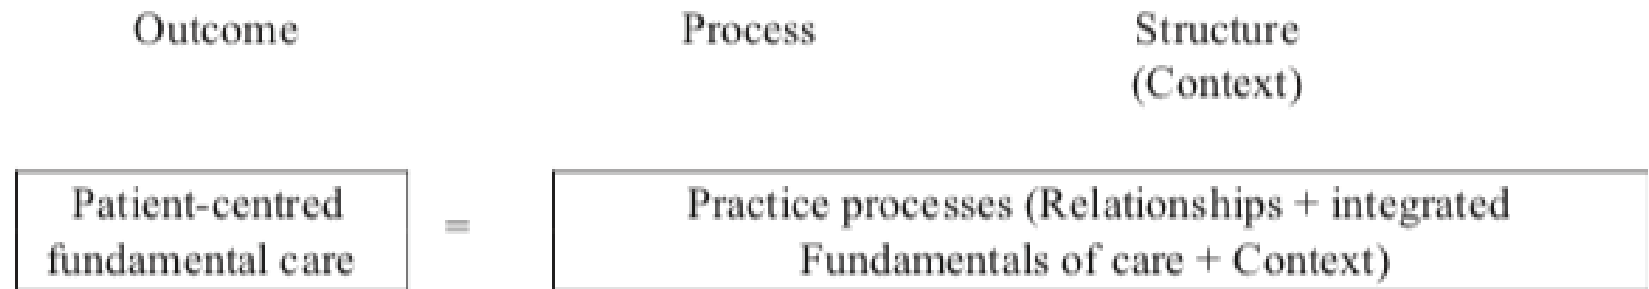 Outcome Process Structure
(Context)
Patient-centred
fundamental care
=
Practice processes (Relationships + integrated
Fundamentals of care + Context)